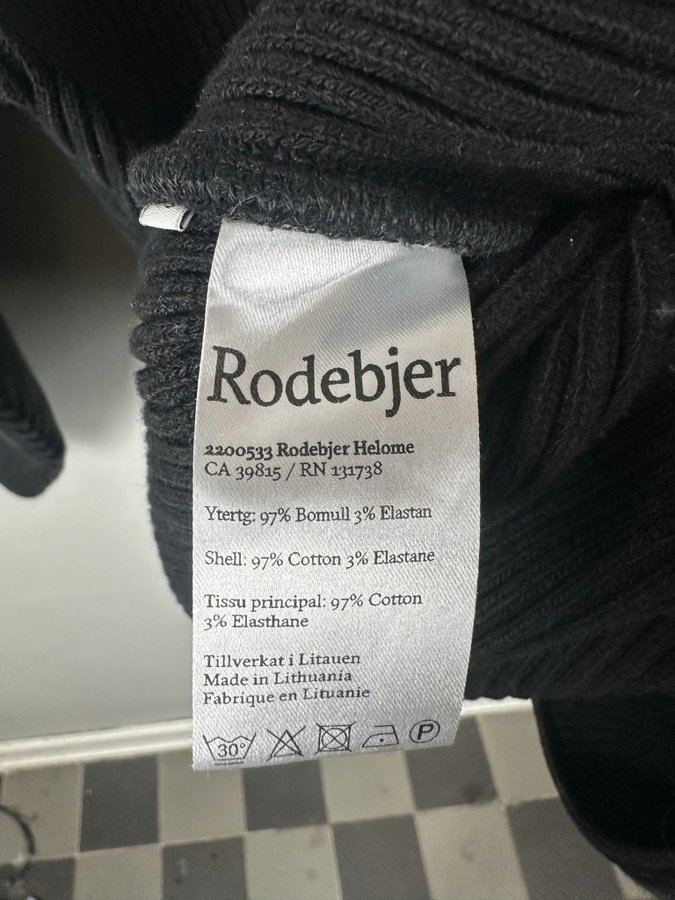 Rodebjer
2200533 Rodebjer Helome
CA 39815 / RN 131738
Ytertg: 97% Bomull 3% Elastan
Shell: 97% Cotton 3% Elastane
Tissu principal: 97% Cotton
3% Elasthane
Tillverkat i Litauen
Made in Lithuania
Fabrique en Lituanie
30° P